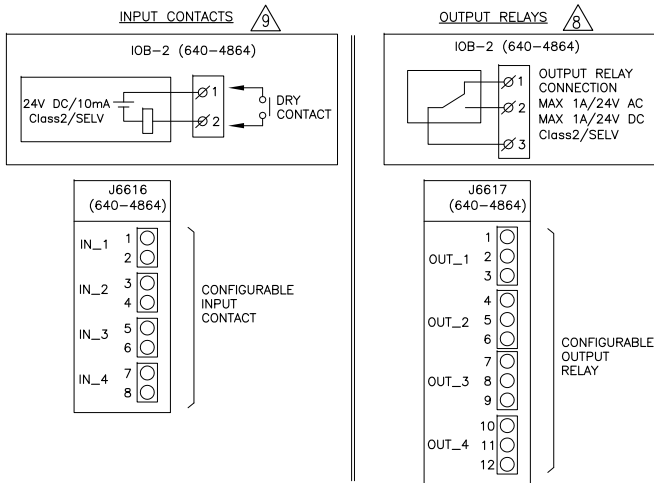 INPUT CONTACTS 9
IOB-2 (640-4864)
24V DC/10mA
Class2/SELV
1
2
DRY
CONTACT
J6616
(640-4864)
IN_1 1
2
IN_2 3
4
IN_3 5
6
IN_4 7
8
CONFIGURABLE
INPUT
CONTACT
OUTPUT RELAYS 8
IOB-2 (640-4864)
1
2
3
OUTPUT RELAY
CONNECTION
MAX 1A/24V AC
MAX 1A/24V DC
Class2/SELV
J6617
(640-4864)
1
OUT_1 2
3
4
OUT_2 5
6
7
OUT_3 8
9
10
OUT_4 11
12
CONFIGURABLE
OUTPUT
RELAY